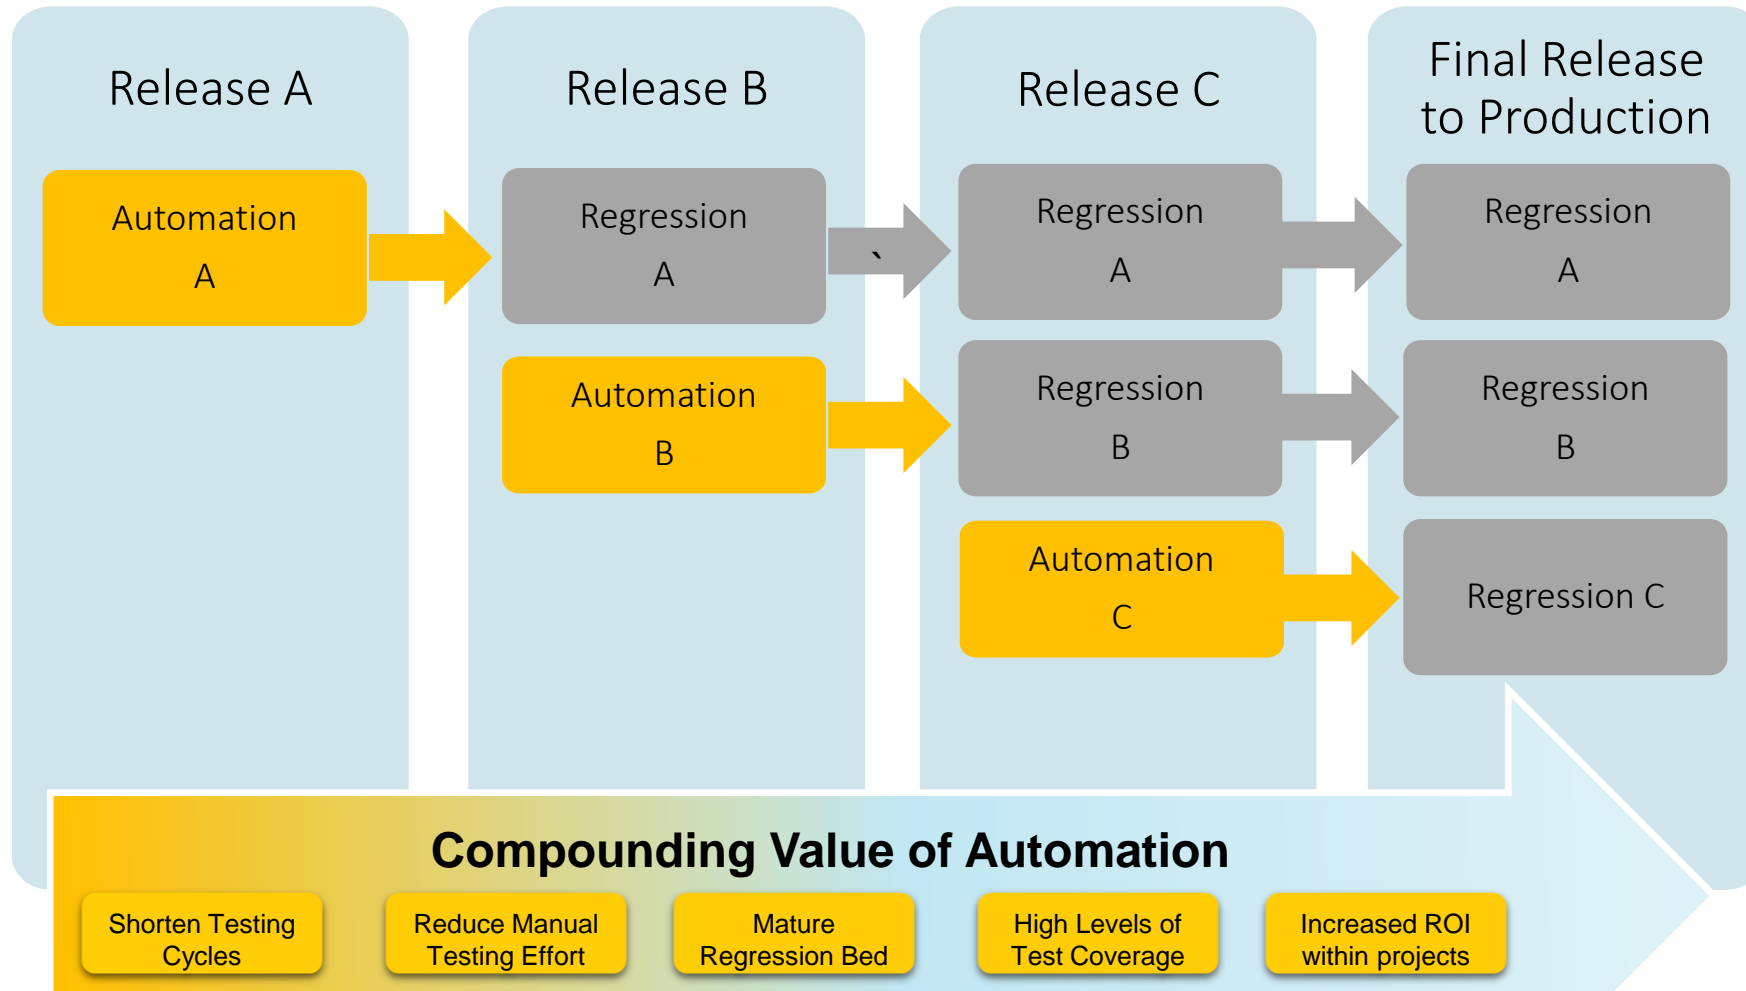 Release A
Release B
Release C
Final Release
to Production
Automation
A
Regression
A
`
Regression
A
Regression
A
Automation
B
Regression
B
Regression
B
Automation
C
Regression C
Compounding Value of Automation
Shorten Testing
Cycles
Reduce Manual
Testing Effort
Mature
Regression Bed
High Levels of
Test Coverage
Increased ROI
within projects